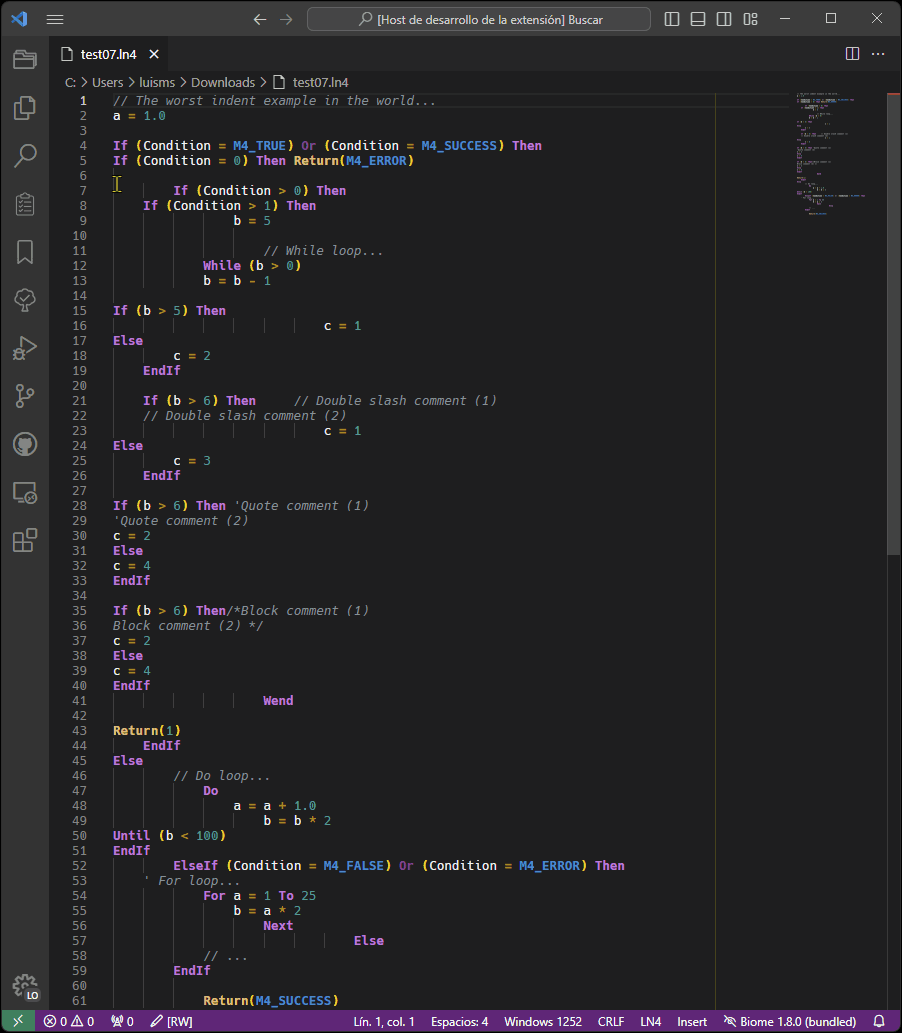 [Host de desarrollo de la extensión] Buscar
test07.ln4
C: > Users > luisms > Downloads > test07.ln4
1 // The worst indent example in the world...
2 a = 1.0
3
4 If (Condition = M4_TRUE) Or (Condition = M4_SUCCESS) Then
5 If (Condition = 0) Then Return(M4_ERROR)
6
7 If (Condition > 0) Then
8 If (Condition > 1) Then
9 b = 5
10
11 // While loop...
12 While (b > 0)
13 b = b - 1
14
15 If (b > 5) Then
16 c = 1
17 Else
18 c = 2
19 EndIf
20
21 If (b > 6) Then // Double slash comment (1)
22 // Double slash comment (2)
23 c = 1
24 Else
25 c = 3
26 EndIf
27
28 If (b > 6) Then 'Quote comment (1)
29 'Quote comment (2)
30 c = 2
31 Else
32 c = 4
33 EndIf
34
35 If (b > 6) Then/*Block comment (1)
36 Block comment (2) */
37 c = 2
38 Else
39 c = 4
40 EndIf
41 Wend
42
43 Return(1)
44 EndIf
45 Else
46 // Do loop...
47 Do
48 a = a + 1.0
49 b = b * 2
50 Until (b < 100)
51 EndIf
52 ElseIf (Condition = M4_FALSE) Or (Condition = M4_ERROR) Then
53 ' For loop...
54 For a = 1 To 25
55 b = a * 2
56 Next
57 Else
58 // ...
59 EndIf
60
61 Return(M4_SUCCESS)
LO
0 0 0 [RW] Lín. 1, col. 1 Espacios: 4 Windows 1252 CRLF LN4 Insert Biome 1.8.0 (bundled)